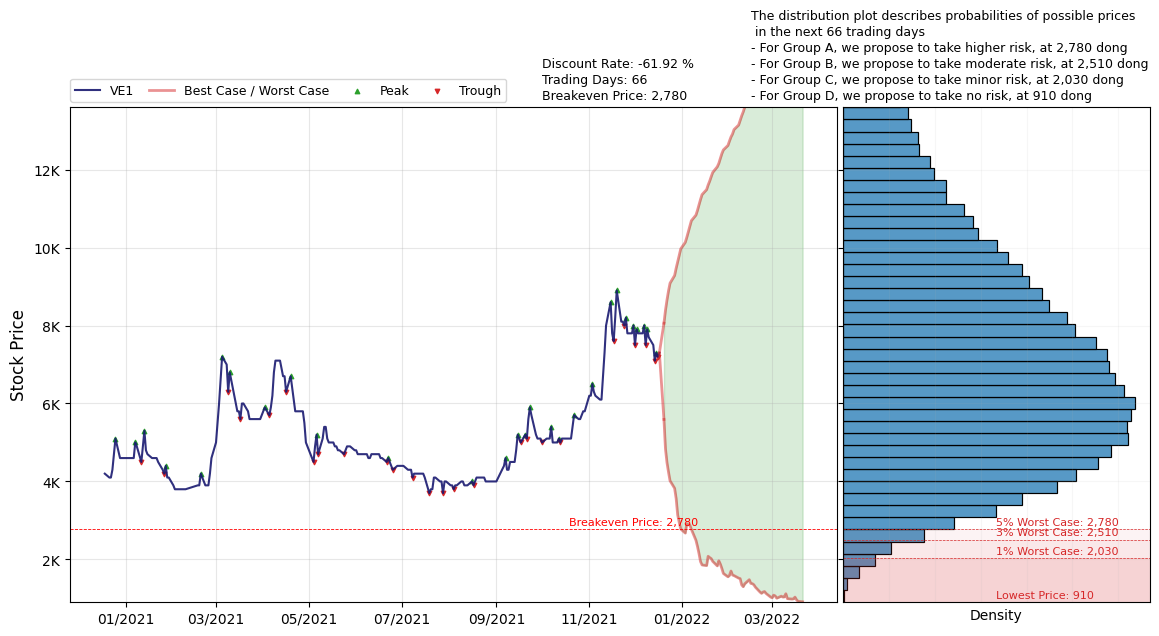 The distribution plot describes probabilities of possible prices
in the next 66 trading days
- For Group A, we propose to take higher risk, at 2,780 dong
- For Group B, we propose to take moderate risk, at 2,510 dong
- For Group C, we propose to take minor risk, at 2,030 dong
- For Group D, we propose to take no risk, at 910 dong
Discount Rate: -61.92 %
Trading Days: 66
Breakeven Price: 2,780
VE1 Best Case / Worst Case Peak Trough
Stock Price
12K
10K
8K
6K
4K
2K
Breakeven Price: 2,780
5% Worst Case: 2,780
3% Worst Case: 2,510
1% Worst Case: 2,030
Lowest Price: 910
01/2021 03/2021 05/2021 07/2021 09/2021 11/2021 01/2022 03/2022
Density